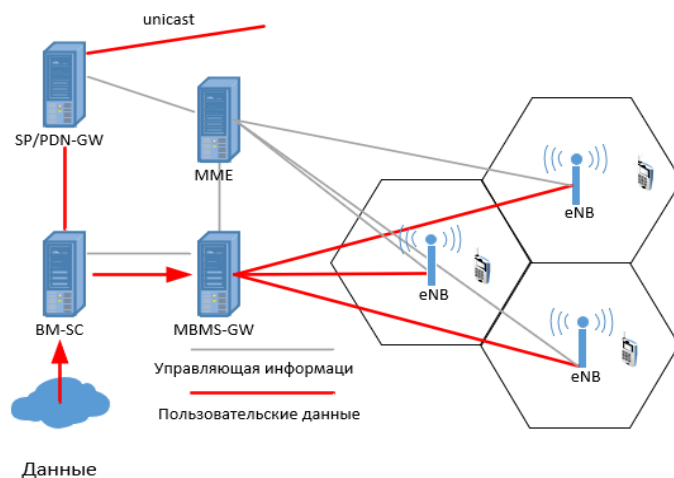 unicast
SP/PDN-GW
MME
eNB
eNB
BM-SC
MBMS-GW
eNB
Управляющая информаци
Пользовательские данные
Данные